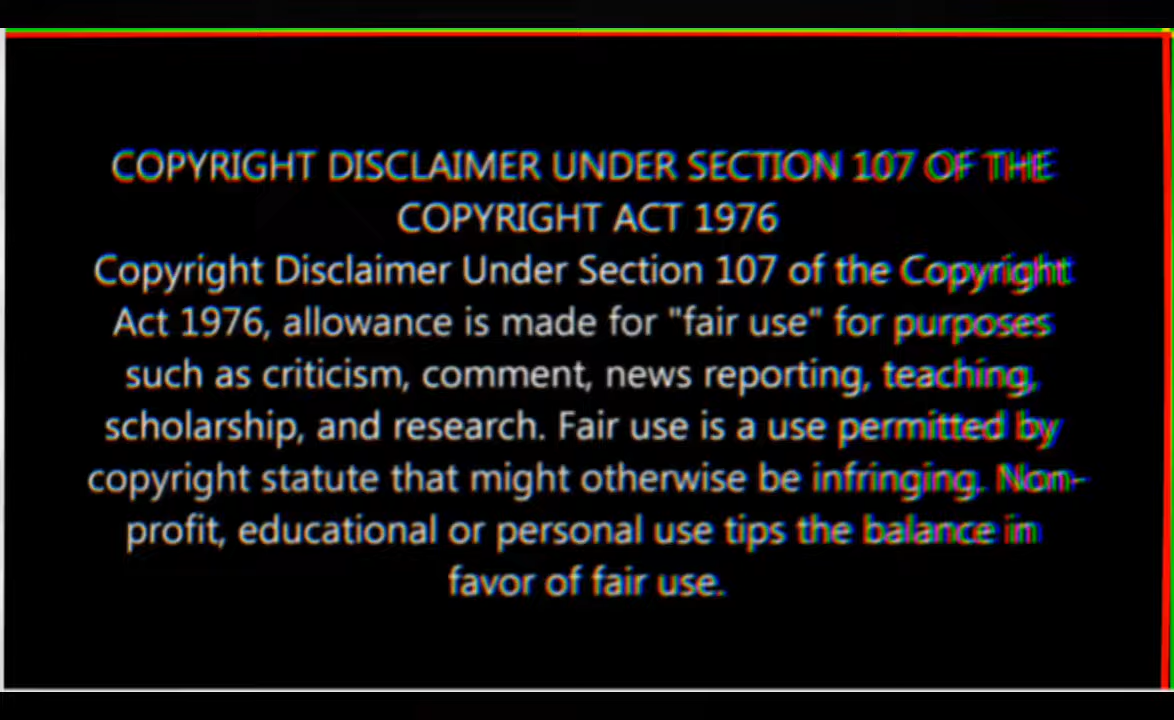 COPYRIGHT DISCLAIMER UNDER SECTION 107 OF THE
COPYRIGHT ACT 1976
Copyright Disclaimer Under Section 107 of the Copyright
Act 1976, allowance is made for "fair use" for purposes
such as criticism, comment, news reporting, teaching,
scholarship, and research. Fair use is a use permitted by
copyright statute that might otherwise be infringing. Non-
profit, educational or personal use tips the balance in
favor of fair use.